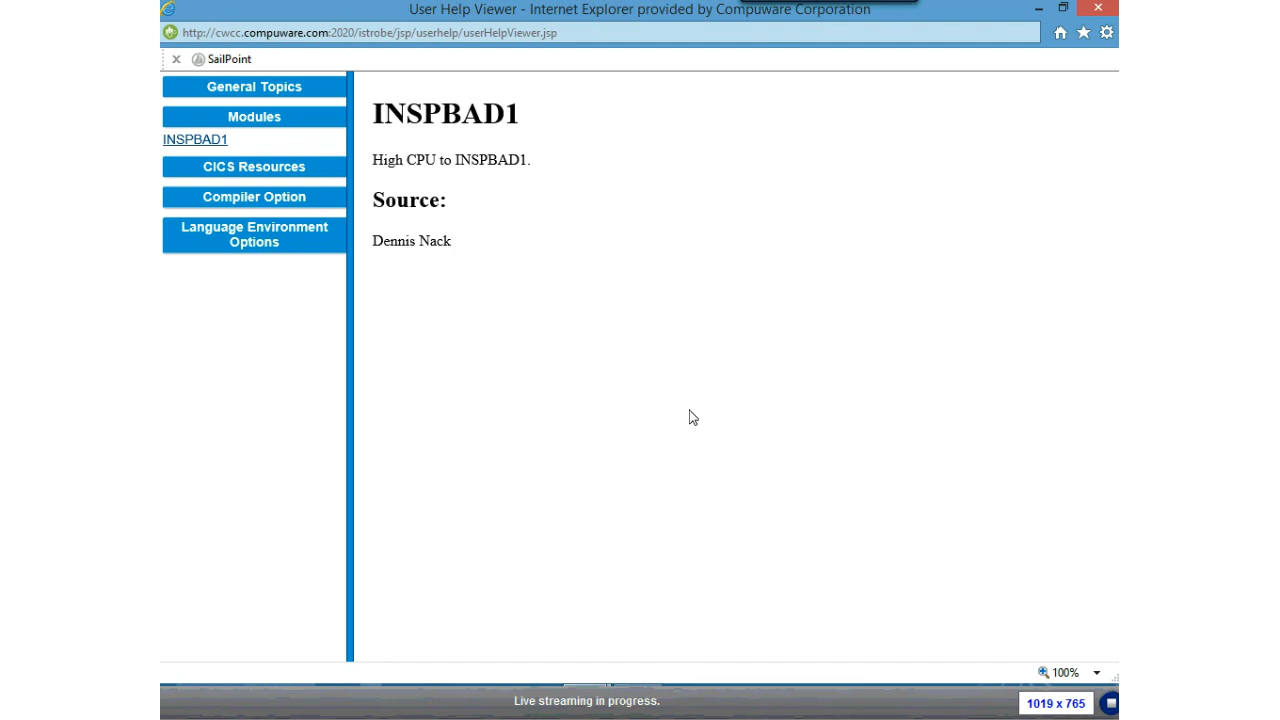 User Help Viewer - Internet Explorer provided by Compuware Corporation
http://cwcc.compuware.com:2020/istrobe/jsp/userhelp/userHelpViewer.jsp
SailPoint
General Topics
Modules
INSPBAD1
CICS Resources
Compiler Option
Language Environment
Options
INSPBAD1
High CPU to INSPBAD1.
Source:
Dennis Nack
100%
Live streaming in progress.
1019 x 765